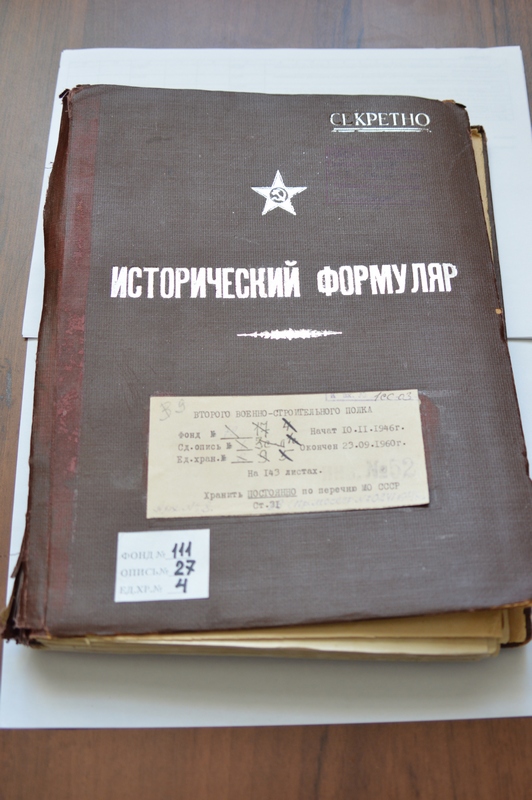 СЕКРЕТНО
ИСТОРИЧЕСКИЙ ФОРМУЛЯР
ВТОРОГО ВОЕННО-СТРОИТЕЛЬНОГО ПОЛКА
Фонд №
Начат 10.II.1946г.
Сд.опись №
Окончен 23.09.1960г.
Ед.хран.№
На 143 листах.
Хранить ПОСТОЯННО по перечню МО СССР
Ст.31
ФОНД № 111
ОПИСЬ № 27
ЕД.ХР.№ 4